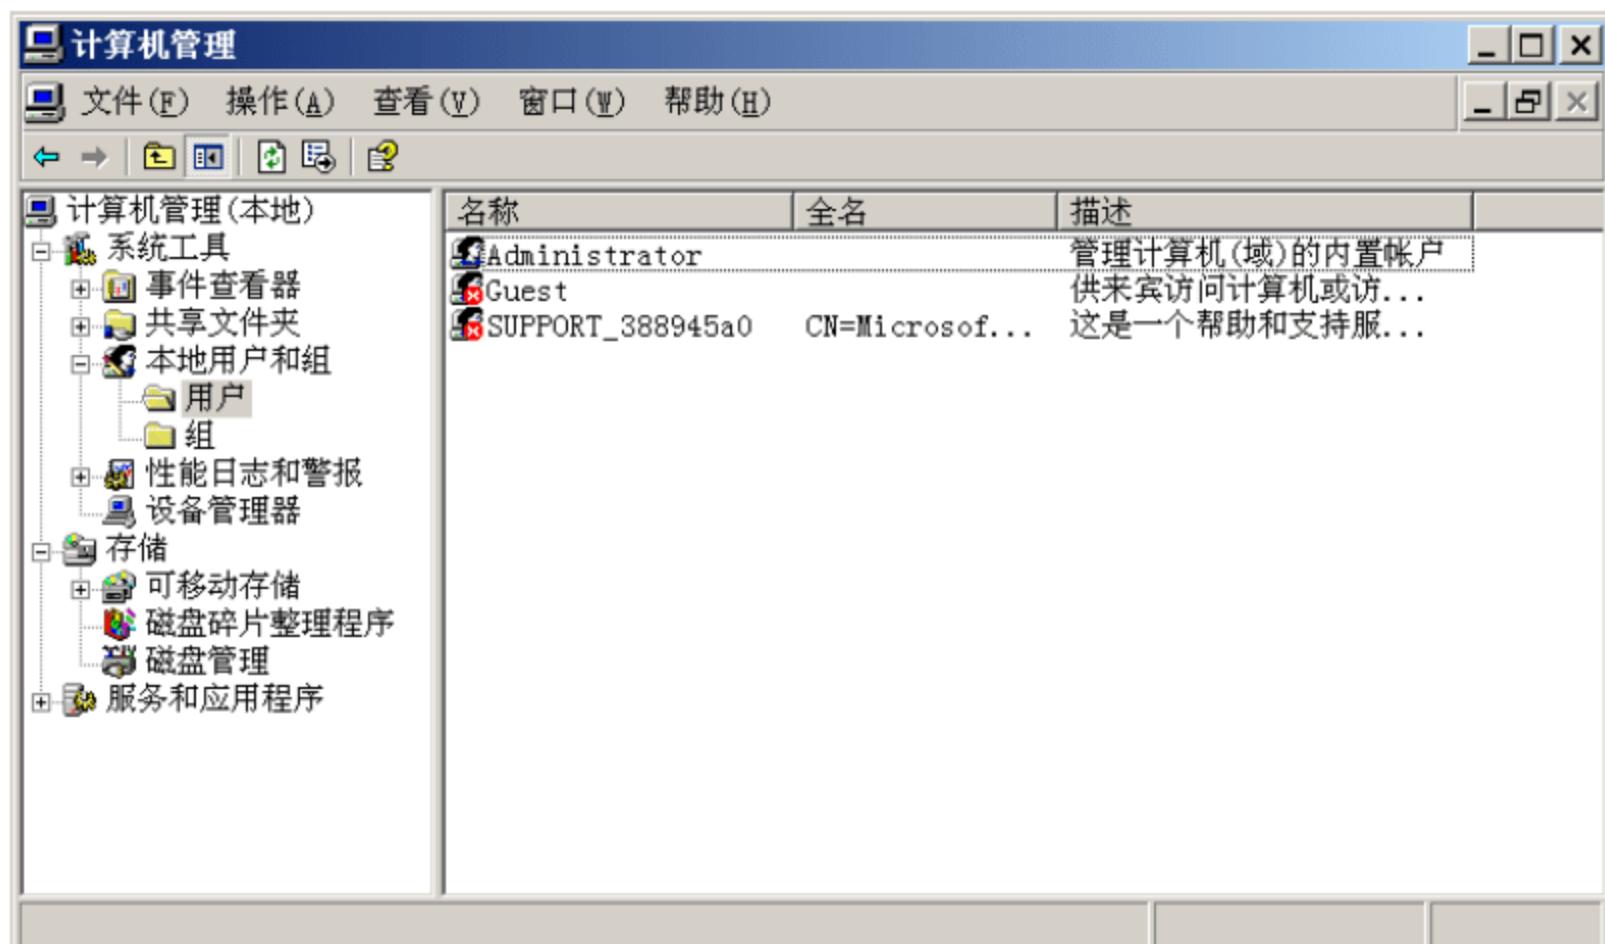 计算机管理
文件(F) 操作(A) 查看(V) 窗口(W) 帮助(H)
计算机管理(本地)
系统工具
事件查看器
共享文件夹
本地用户和组
用户
组
性能日志和警报
设备管理器
存储
可移动存储
磁盘碎片整理程序
磁盘管理
服务和应用程序
名称 全名 描述
Administrator 管理计算机(域)的内置帐户
Guest 供来宾访问计算机或访...
SUPPORT_388945a0 CN=Microsof... 这是一个帮助和支持服...